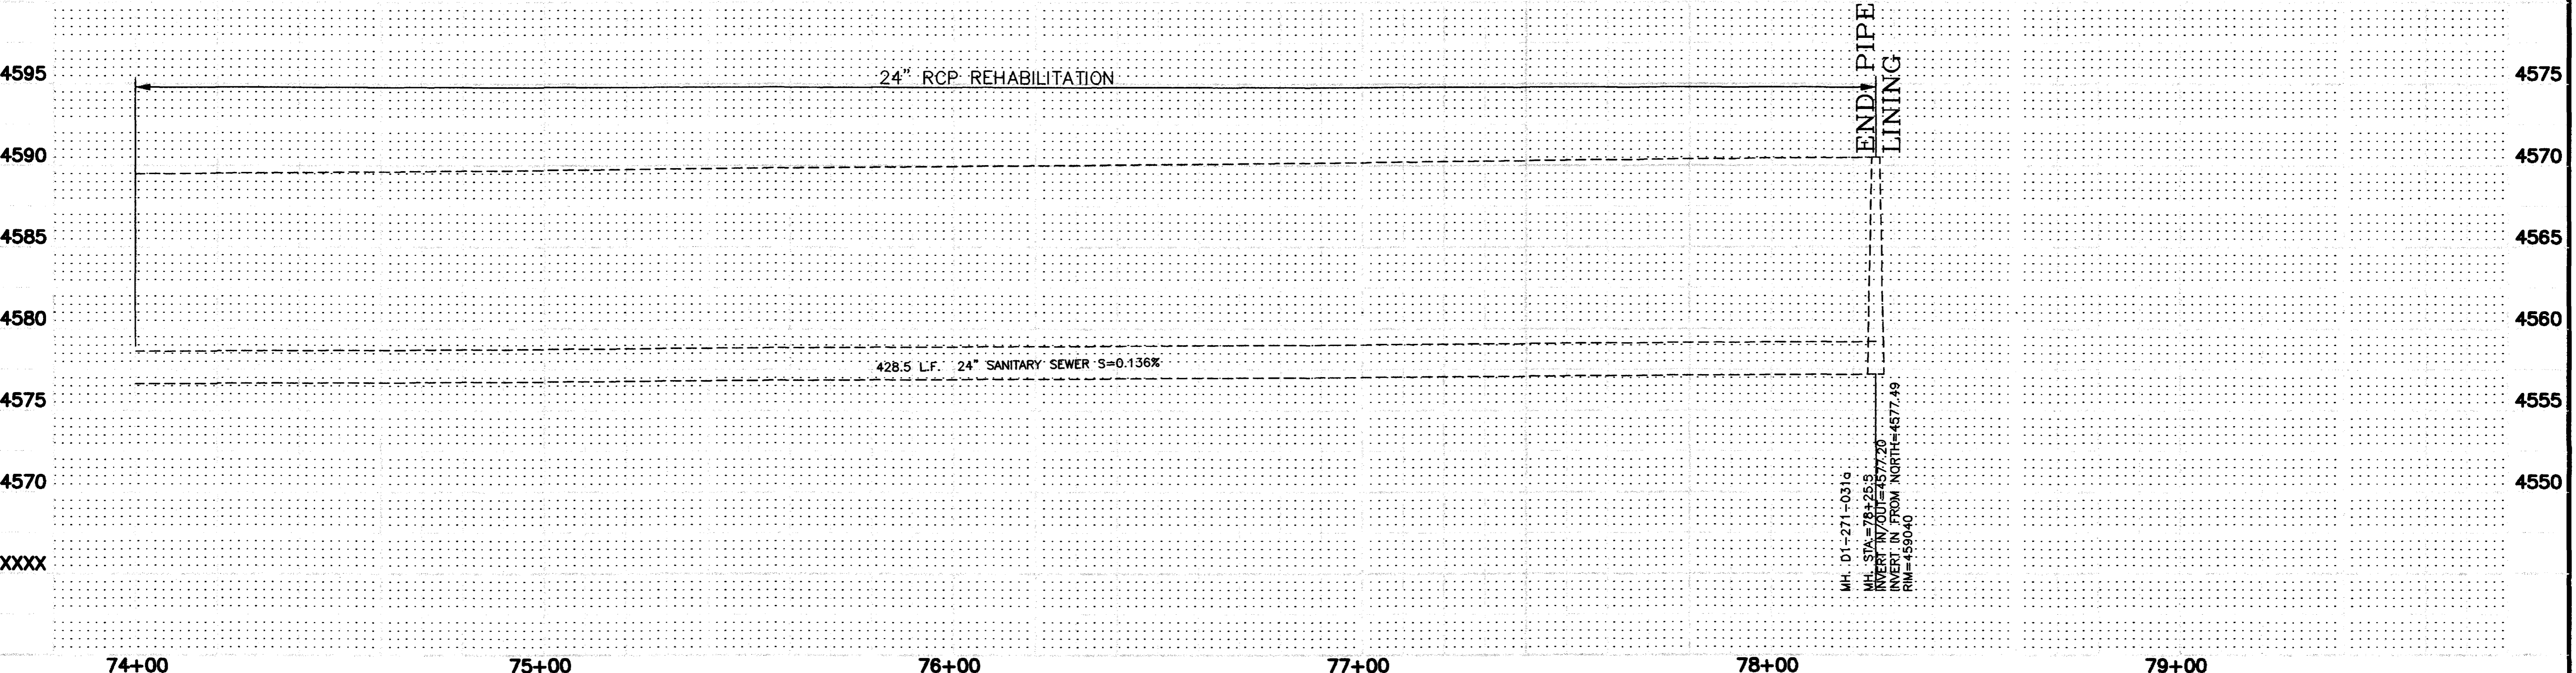 END PIPE
LINING
24" RCP REHABILITATION
4595
4590
4585
4580
4575
4570
XXXX
4575
4570
4565
4560
4555
4550
428.5 L.F. 24" SANITARY SEWER S=0.136%
MH. D1-271-031a
MH. STA.=78+25.5
INVERT IN/OUT=4577.20
INVERT IN FROM NORTH=4577.49
RIM=459040
74+00
75+00
76+00
77+00
78+00
79+00